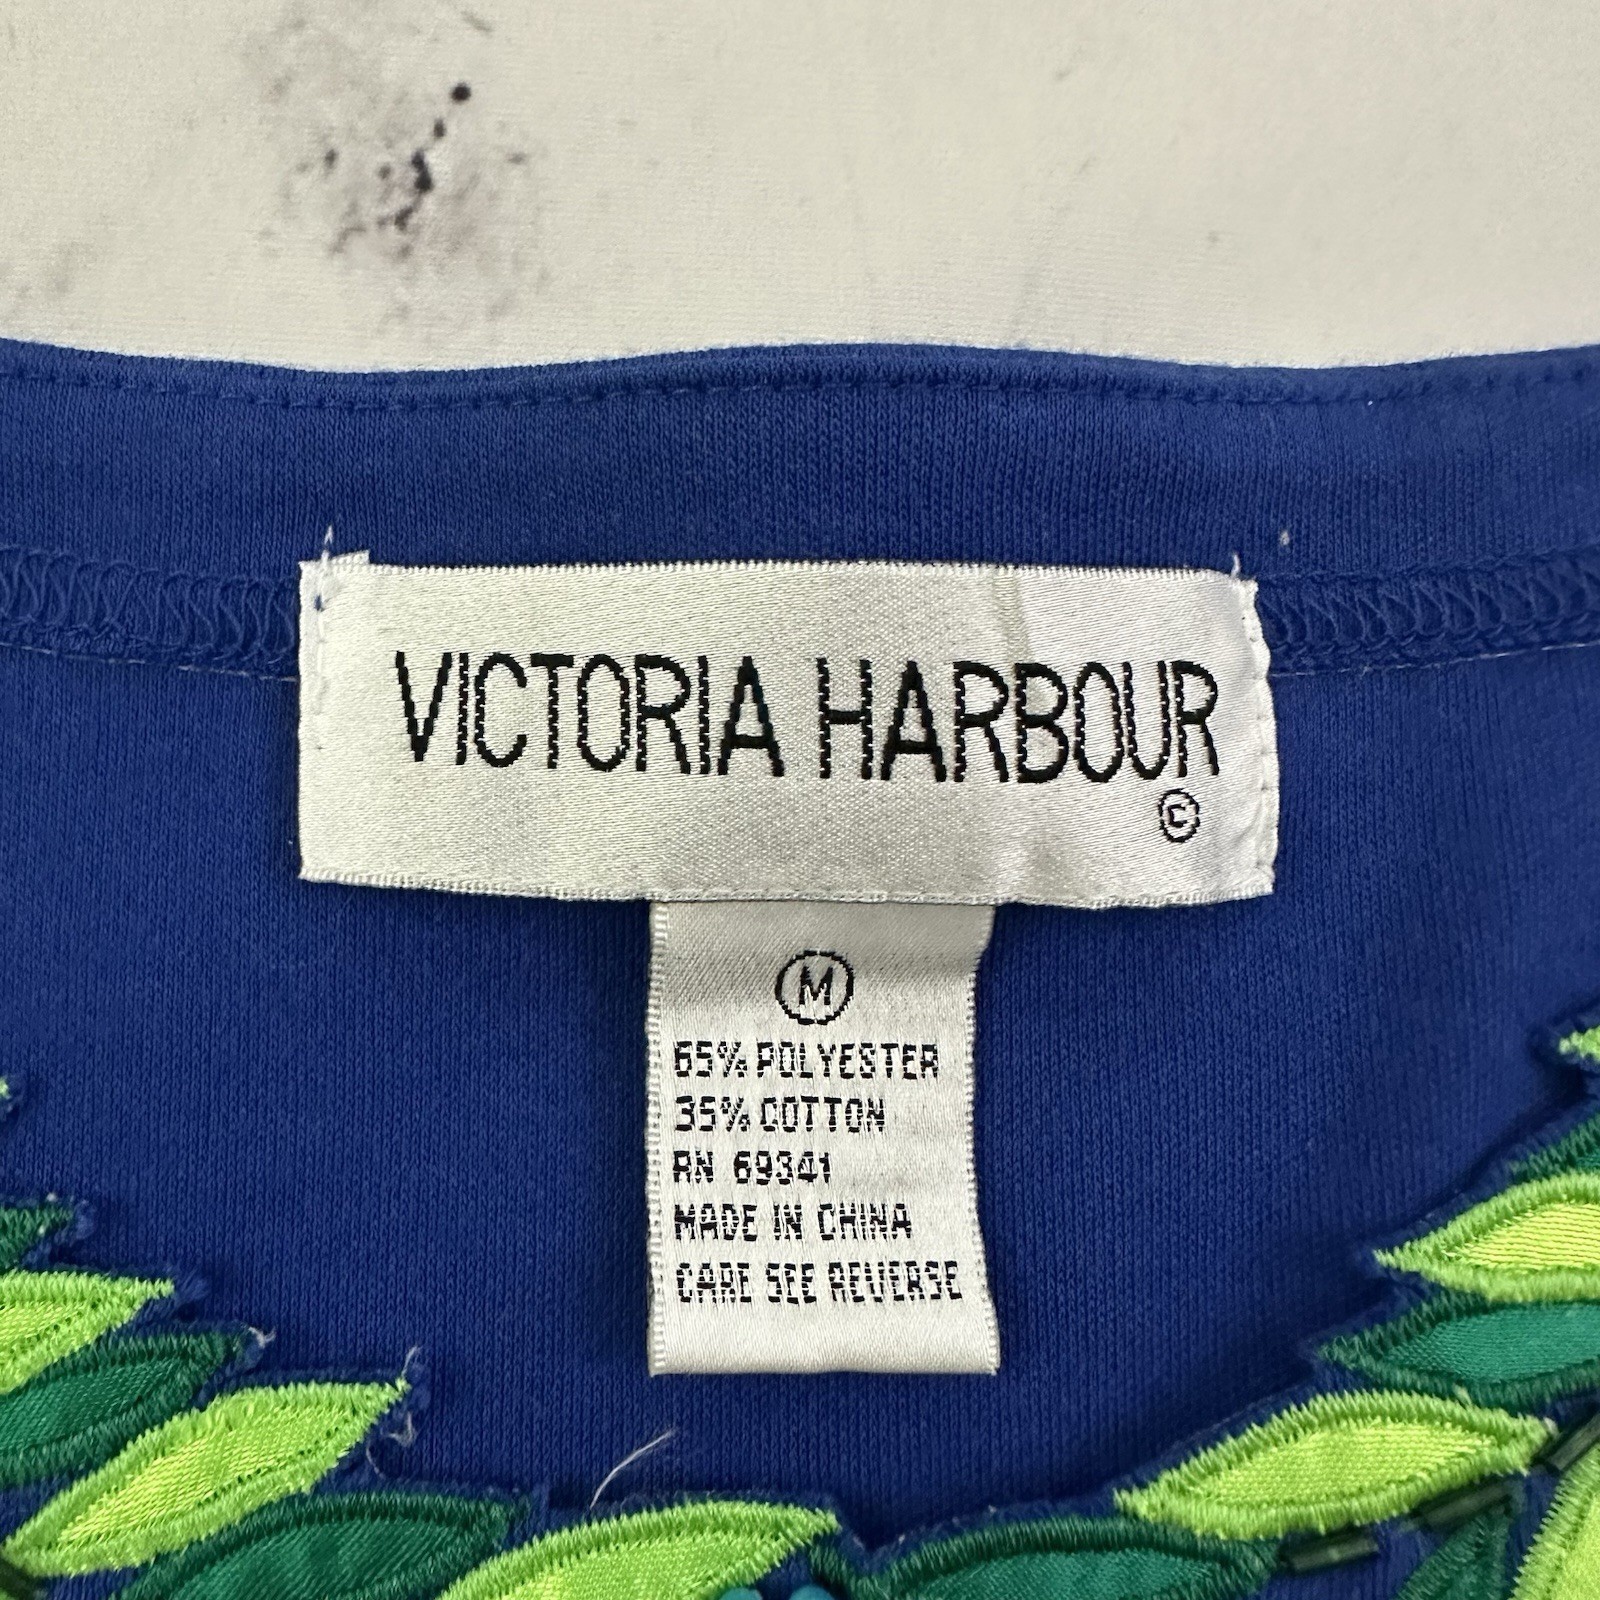 VICTORIA HARBOUR
©
M
65% POLYESTER
35% COTTON
RN 69341
MADE IN CHINA
CARE SEE REVERSE